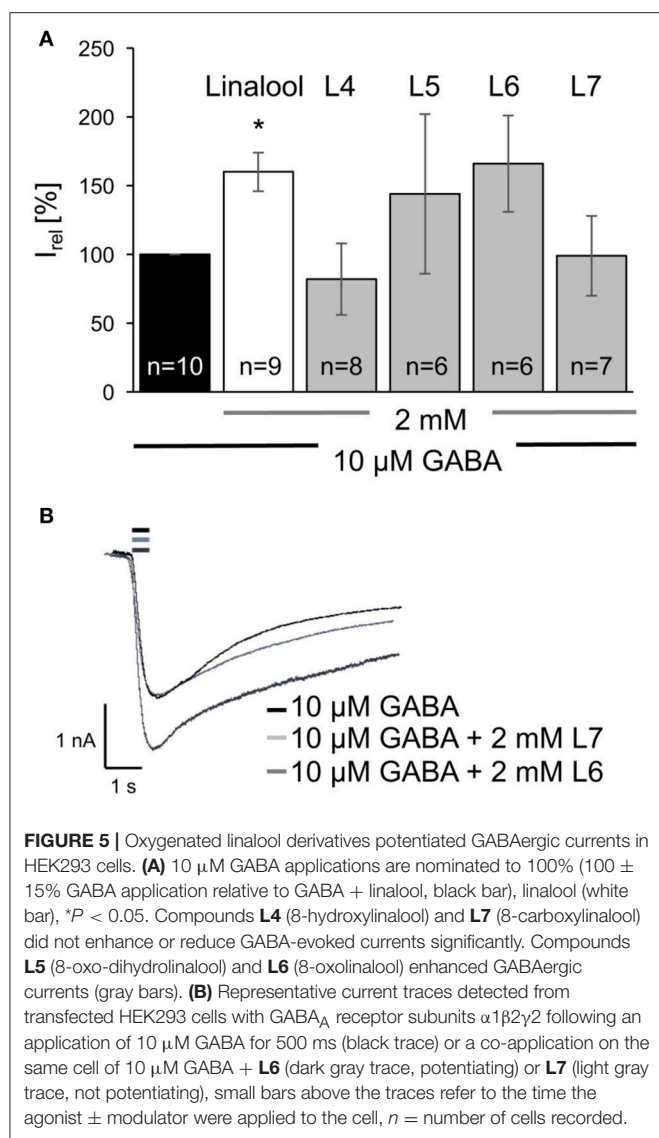 A
Linalool L4 L5 L6 L7
*
250
200
150
100
50
0
I_rel [%]
n=10 n=9 n=8 n=6 n=6 n=7
2 mM
10 µM GABA
B
1 nA
1 s
10 µM GABA
10 µM GABA + 2 mM L7
10 µM GABA + 2 mM L6
FIGURE 5 | Oxygenated linalool derivatives potentiated GABAergic currents in
HEK293 cells. (A) 10 µM GABA applications are nominated to 100% (100 ±
15% GABA application relative to GABA + linalool, black bar), linalool (white
bar), *P < 0.05. Compounds L4 (8-hydroxylinalool) and L7 (8-carboxylinalool)
did not enhance or reduce GABA-evoked currents significantly. Compounds
L5 (8-oxo-dihydrolinalool) and L6 (8-oxolinalool) enhanced GABAergic
currents (gray bars). (B) Representative current traces detected from
transfected HEK293 cells with GABA_A receptor subunits α1β2γ2 following an
application of 10 µM GABA for 500 ms (black trace) or a co-application on the
same cell of 10 µM GABA + L6 (dark gray trace, potentiating) or L7 (light gray
trace, not potentiating), small bars above the traces refer to the time the
agonist ± modulator were applied to the cell, n = number of cells recorded.